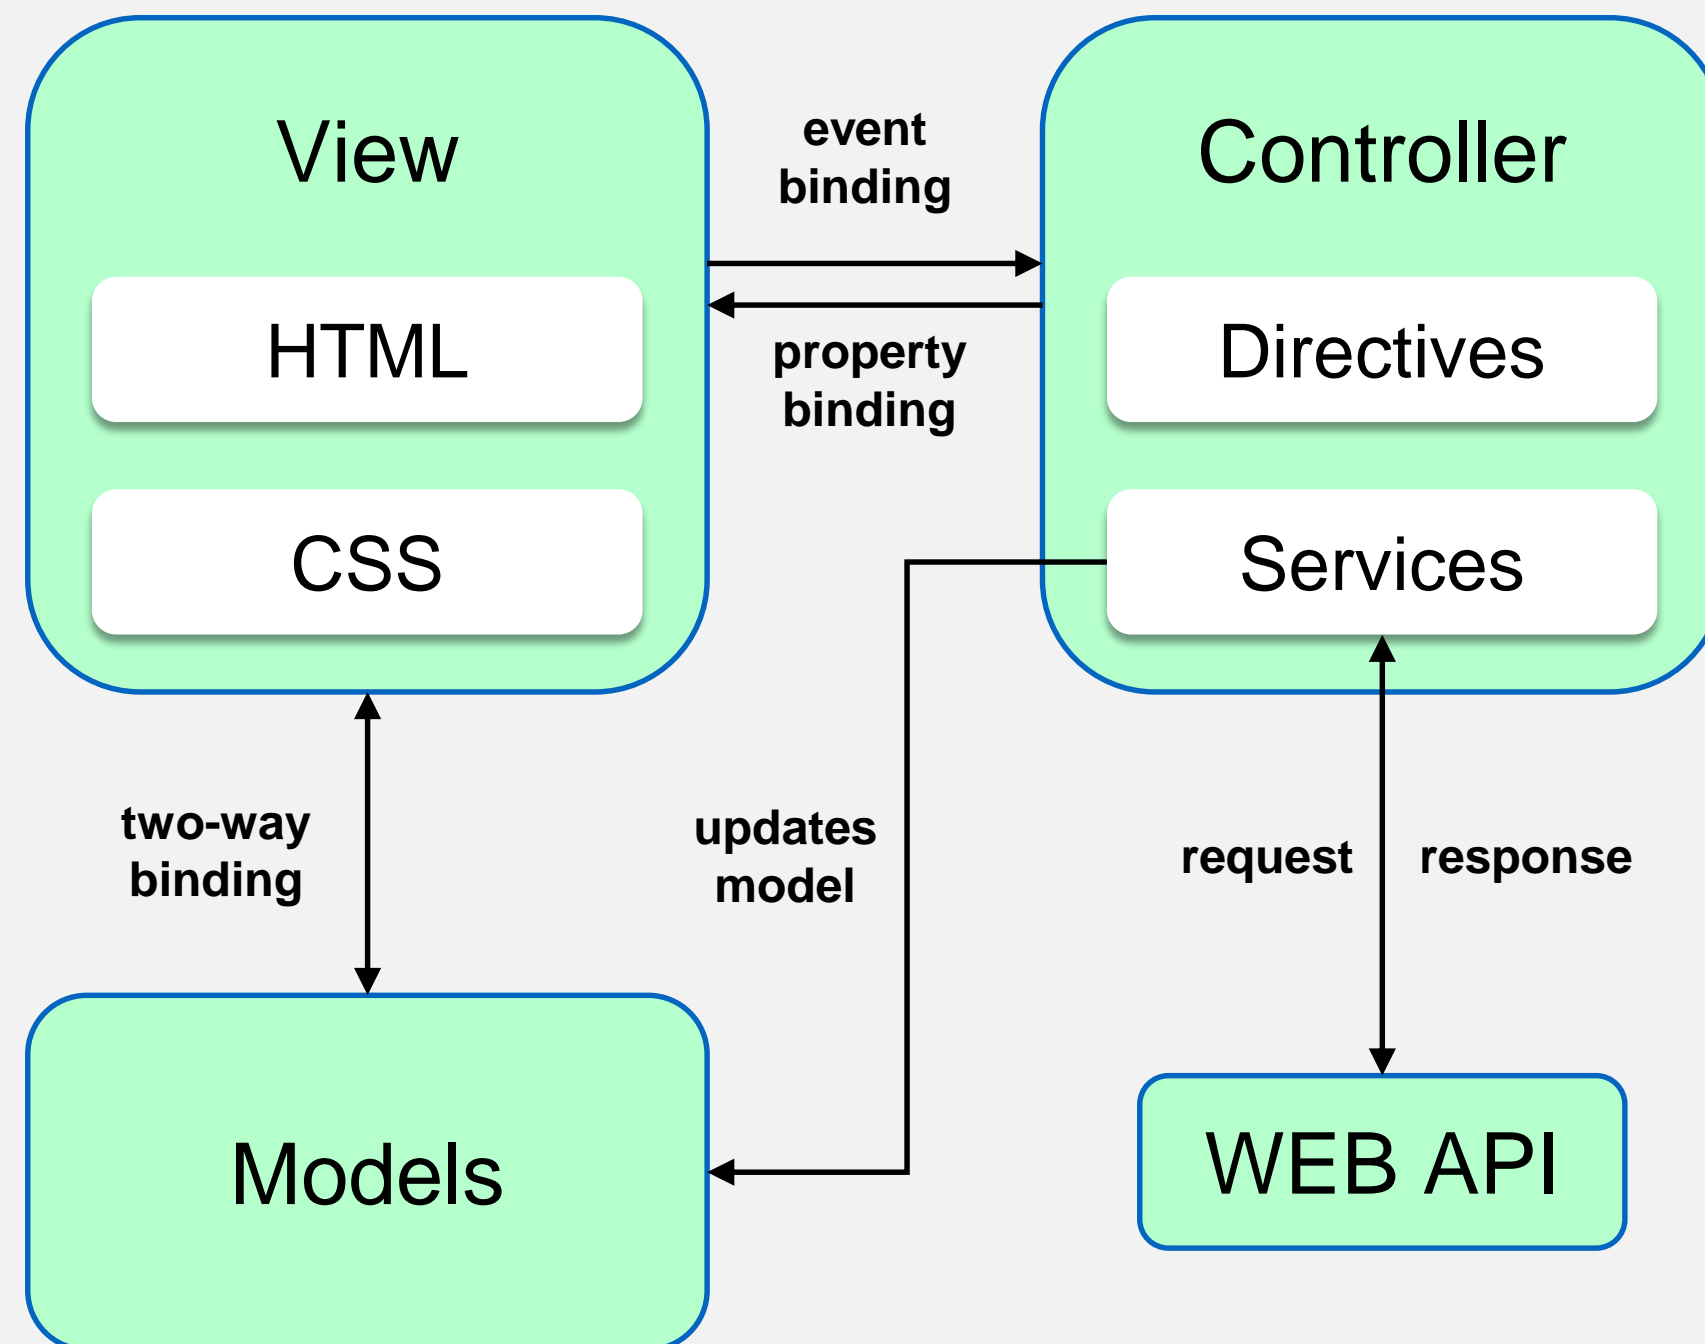 View
HTML
CSS
event
binding
property
binding
Controller
Directives
Services
two-way
binding
updates
model
request
response
Models
WEB API